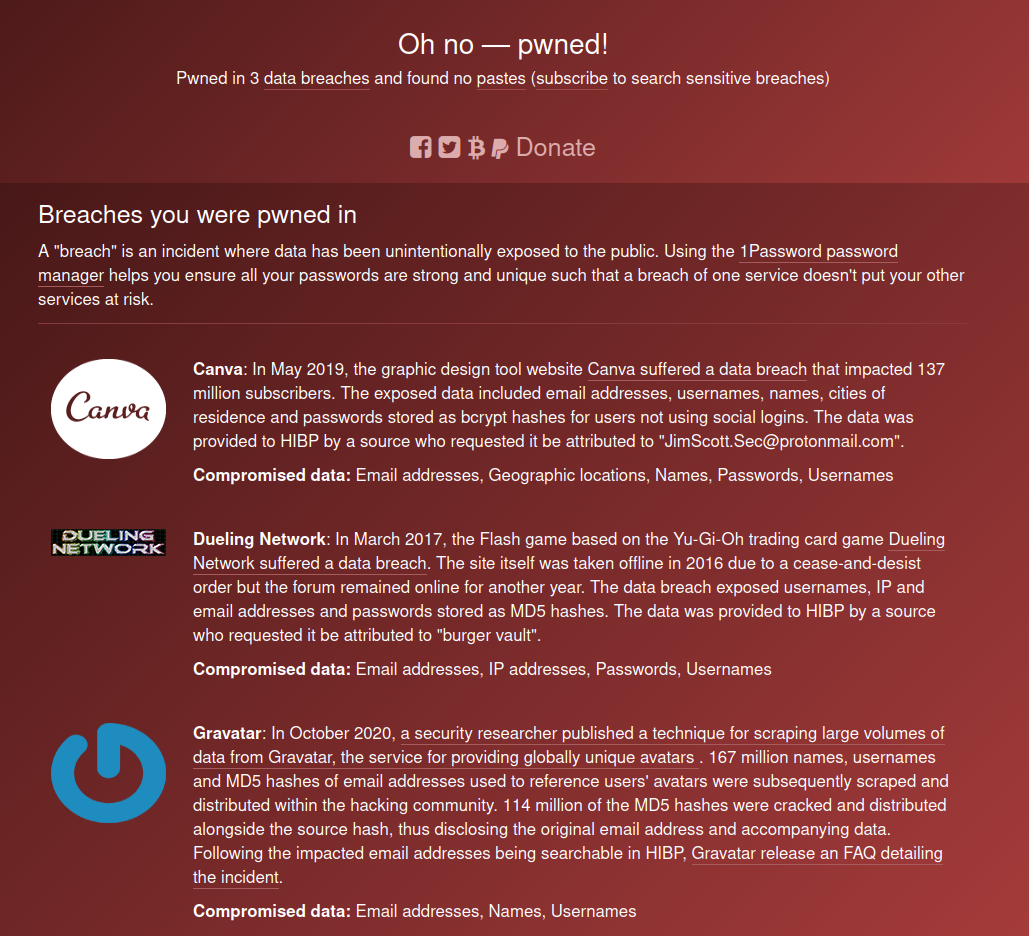 Oh no — pwned!
Pwned in 3 data breaches and found no pastes (subscribe to search sensitive breaches)
Donate
Breaches you were pwned in
A "breach" is an incident where data has been unintentionally exposed to the public. Using the 1Password password
manager helps you ensure all your passwords are strong and unique such that a breach of one service doesn't put your other
services at risk.
Canva
Canva: In May 2019, the graphic design tool website Canva suffered a data breach that impacted 137
million subscribers. The exposed data included email addresses, usernames, names, cities of
residence and passwords stored as bcrypt hashes for users not using social logins. The data was
provided to HIBP by a source who requested it be attributed to "JimScott.Sec@protonmail.com".
Compromised data: Email addresses, Geographic locations, Names, Passwords, Usernames
DUELING
NETWORK
Dueling Network: In March 2017, the Flash game based on the Yu-Gi-Oh trading card game Dueling
Network suffered a data breach. The site itself was taken offline in 2016 due to a cease-and-desist
order but the forum remained online for another year. The data breach exposed usernames, IP and
email addresses and passwords stored as MD5 hashes. The data was provided to HIBP by a source
who requested it be attributed to "burger vault".
Compromised data: Email addresses, IP addresses, Passwords, Usernames
Gravatar: In October 2020, a security researcher published a technique for scraping large volumes of
data from Gravatar, the service for providing globally unique avatars . 167 million names, usernames
and MD5 hashes of email addresses used to reference users' avatars were subsequently scraped and
distributed within the hacking community. 114 million of the MD5 hashes were cracked and distributed
alongside the source hash, thus disclosing the original email address and accompanying data.
Following the impacted email addresses being searchable in HIBP, Gravatar release an FAQ detailing
the incident.
Compromised data: Email addresses, Names, Usernames